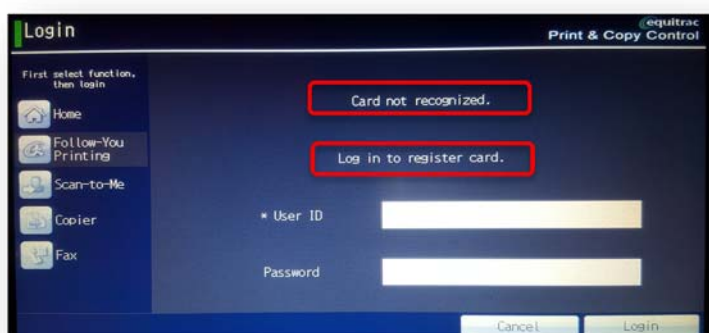 Login
equitrac
Print & Copy Control
First select function,
then login
Home
Follow-You
Printing
Scan-to-Me
Copier
Fax
Card not recognized.
Log in to register card.
* User ID
Password
Cancel
Login